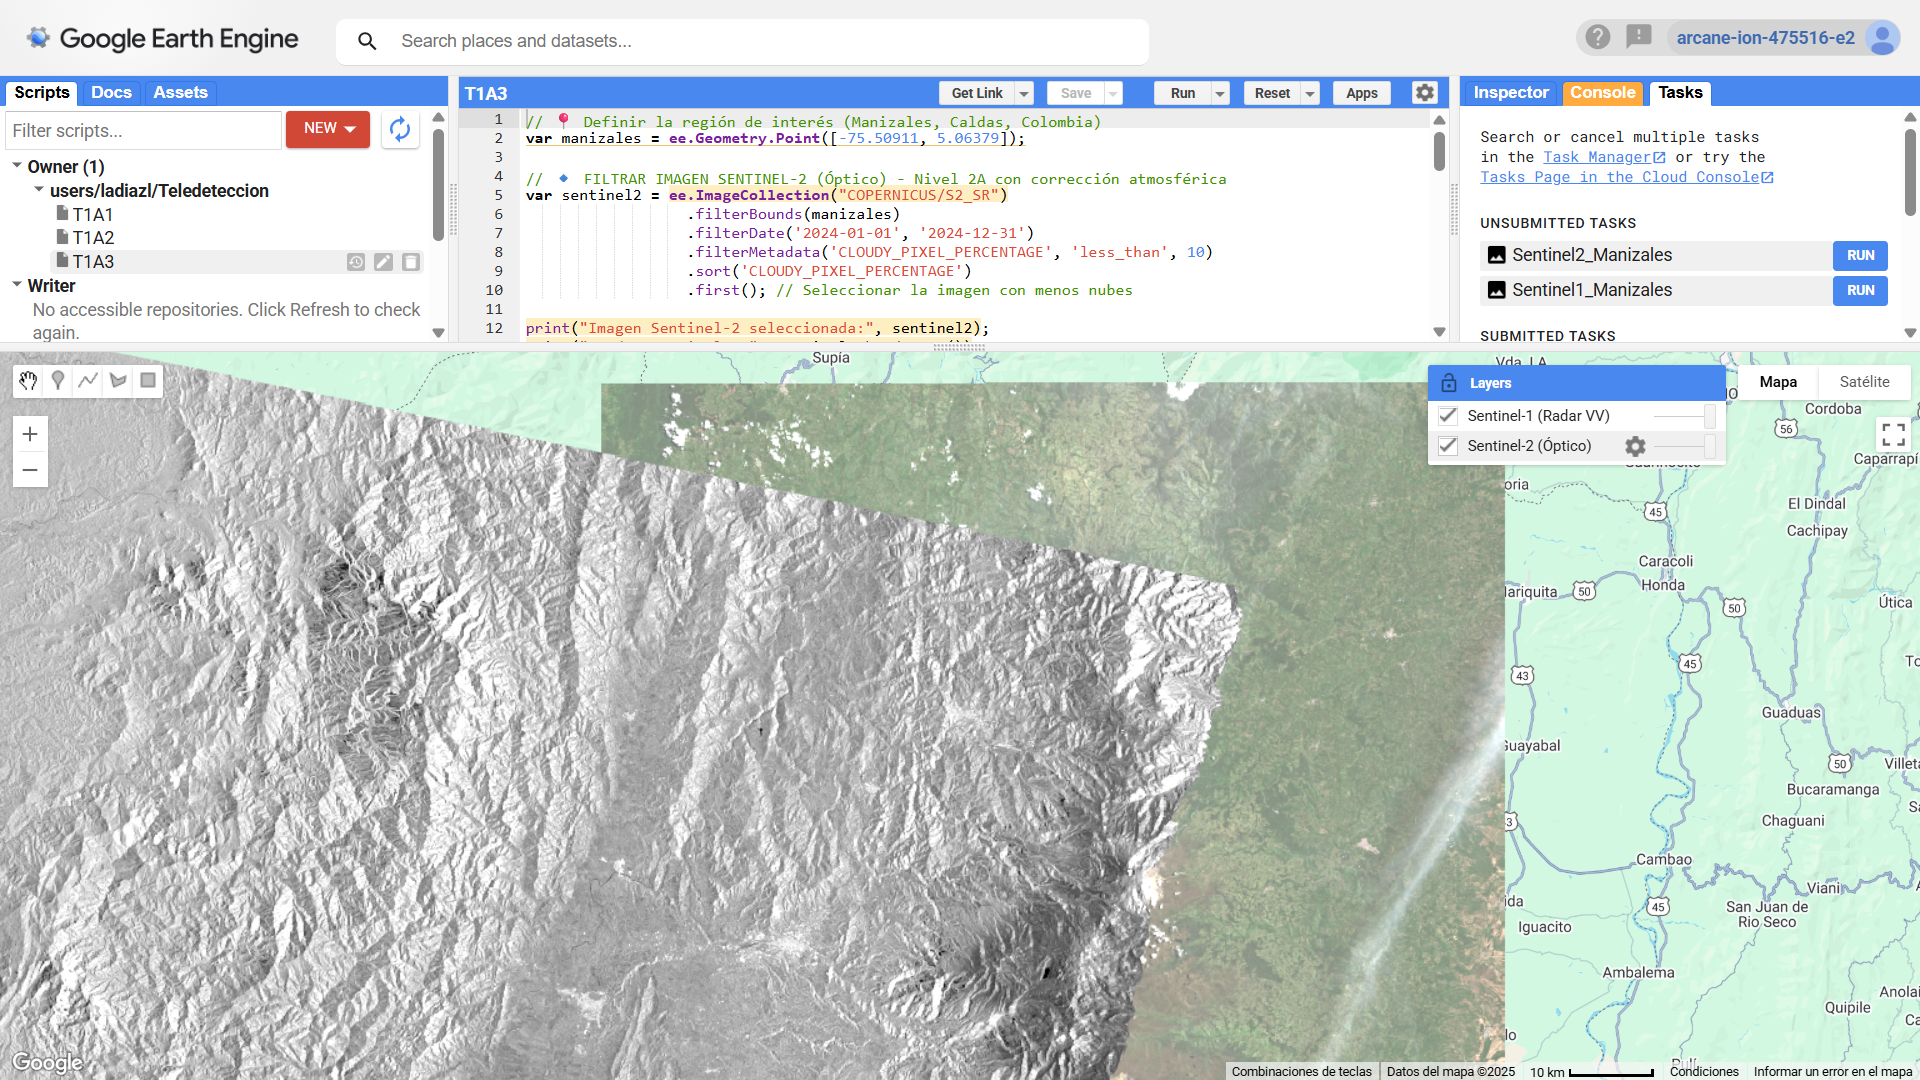 Google Earth Engine
Search places and datasets...
arcane-ion-475516-e2
Scripts
Docs
Assets
Filter scripts...
NEW
Owner (1)
users/ladiazl/Teledeteccion
T1A1
T1A2
T1A3
Writer
No accessible repositories. Click Refresh to check
again.
T1A3
Get Link
Save
Run
Reset
Apps
1 // 📍 Definir la región de interés (Manizales, Caldas, Colombia)
2 var manizales = ee.Geometry.Point([-75.50911, 5.06379]);
3
4 // 🔹 FILTRAR IMAGEN SENTINEL-2 (Óptico) - Nivel 2A con corrección atmosférica
5 var sentinel2 = ee.ImageCollection("COPERNICUS/S2_SR")
6 .filterBounds(manizales)
7 .filterDate('2024-01-01', '2024-12-31')
8 .filterMetadata('CLOUDY_PIXEL_PERCENTAGE', 'less_than', 10)
9 .sort('CLOUDY_PIXEL_PERCENTAGE')
10 .first(); // Seleccionar la imagen con menos nubes
11
12 print("Imagen Sentinel-2 seleccionada:", sentinel2);
Inspector
Console
Tasks
Search or cancel multiple tasks
in the Task Manager or try the
Tasks Page in the Cloud Console
UNSUBMITTED TASKS
Sentinel2_Manizales
RUN
Sentinel1_Manizales
RUN
SUBMITTED TASKS
Supía
Vda. LA
Layers
Sentinel-1 (Radar VV)
Sentinel-2 (Óptico)
Mapa
Satélite
Cordoba
56
Caparrapí
oria
El Dindal
45
Cachipay
Caracoli
Honda
Mariquita
50
50
Útica
45
43
Guaduas
Guayabal
50
Villeta
Bucaramanga
Chaguani
Cambao
Viani
45
San Juan de
Rio Seco
Iguacito
Ambalema
Anolai
Quipile
Google
Combinaciones de teclas
Datos del mapa ©2025
10 km
Condiciones
Informar un error en el mapa